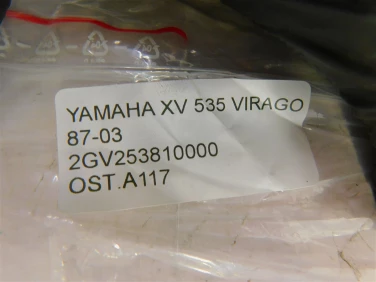 YAMAHA XV 535 VIRAGO
87-03
2GV253810000
OST.A117